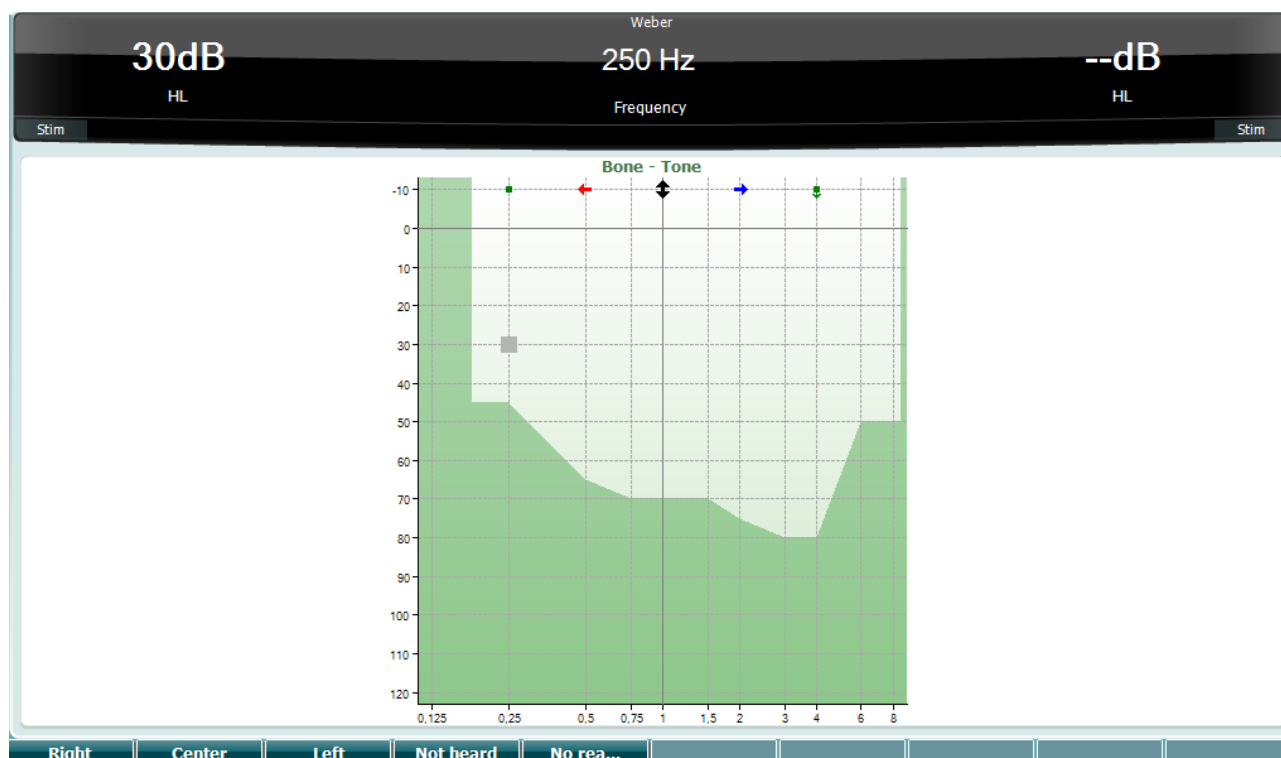 Weber
30dB 250 Hz --dB
HL Frequency HL
Stim Stim
Bone - Tone
-10
0
10
20
30
40
50
60
70
80
90
100
110
120
0,125 0,25 0,5 0,75 1 1,5 2 3 4 6 8
Right Center Left Not heard No rea...